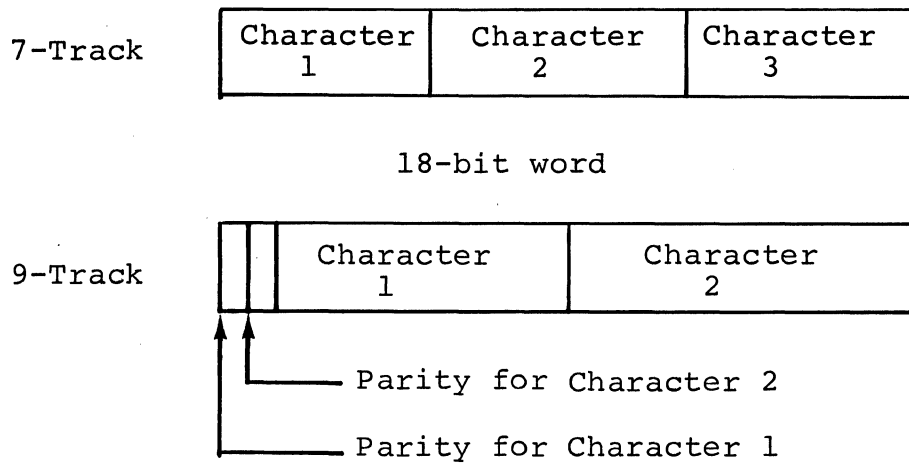 7-Track
Character 1
Character 2
Character 3
18-bit word
9-Track
Character 1
Character 2
Parity for Character 2
Parity for Character 1